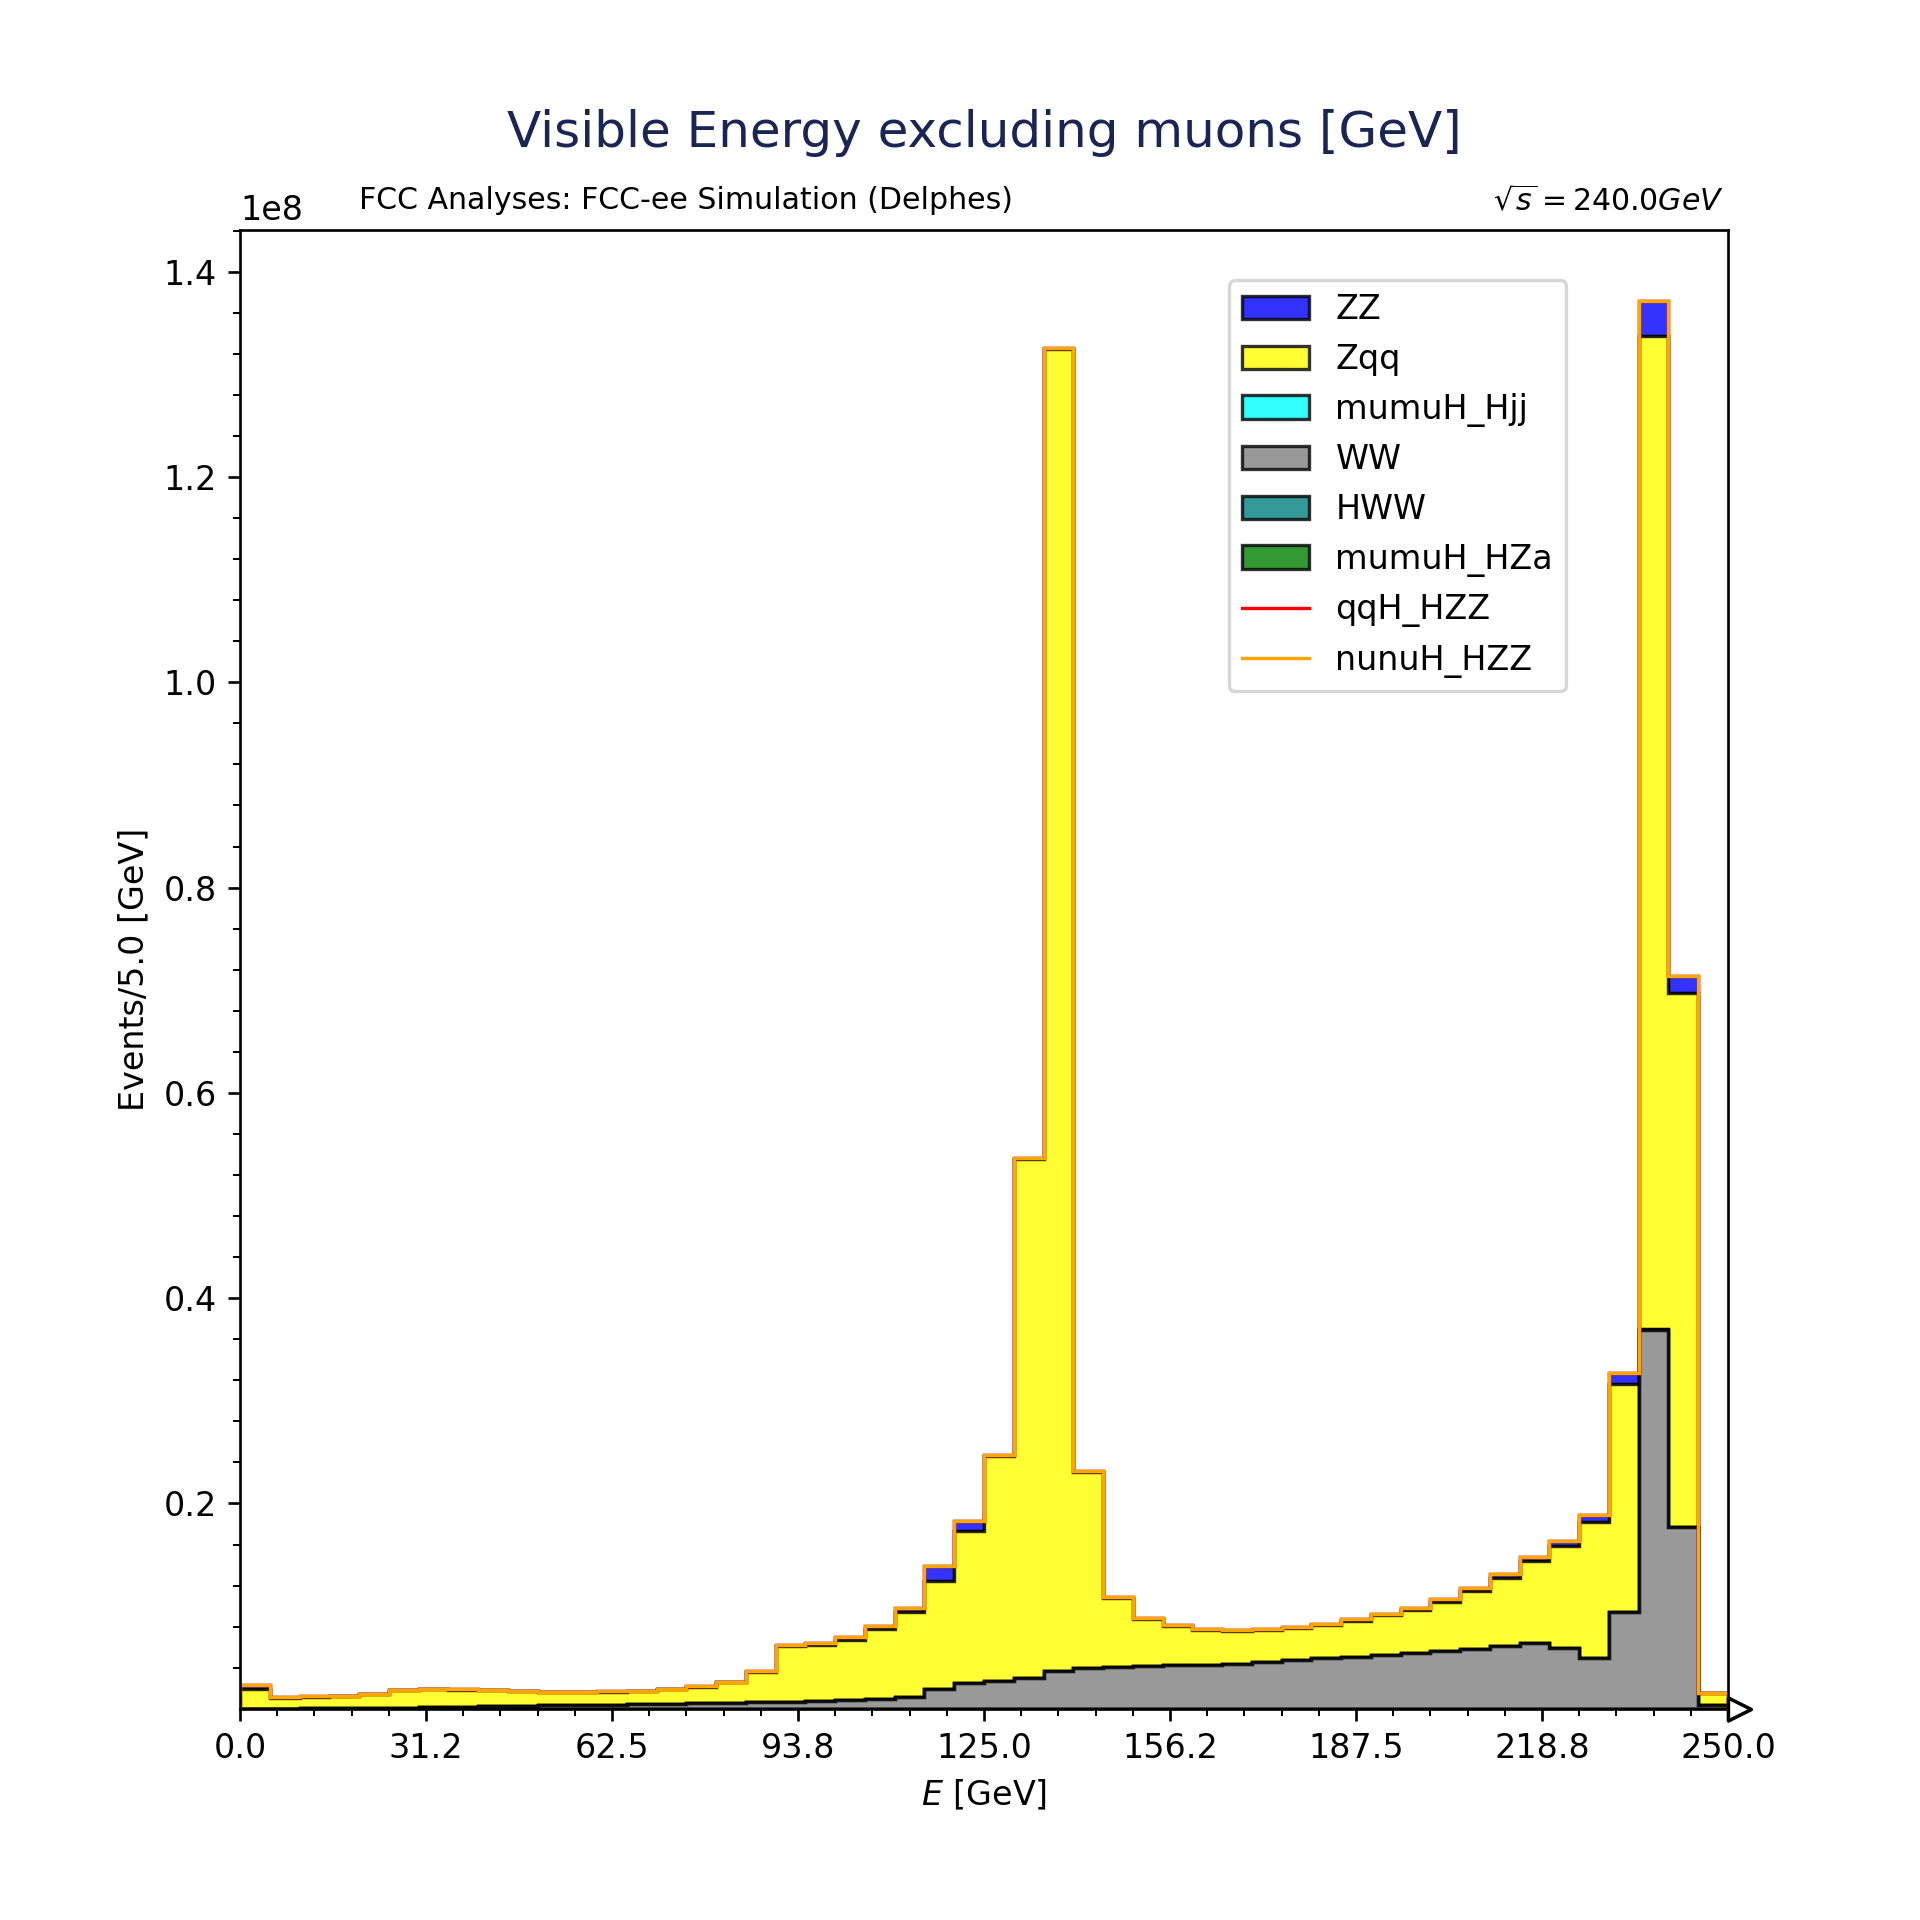 Visible Energy excluding muons [GeV]
FCC Analyses: FCC-ee Simulation (Delphes)
√s = 240.0GeV
1e8
1.4
1.2
1.0
0.8
0.6
0.4
0.2
Events/5.0 [GeV]
ZZ
Zqq
mumuH_Hjj
WW
HWW
mumuH_HZa
qqH_HZZ
nunuH_HZZ
0.0 31.2 62.5 93.8 125.0 156.2 187.5 218.8 250.0
E [GeV]